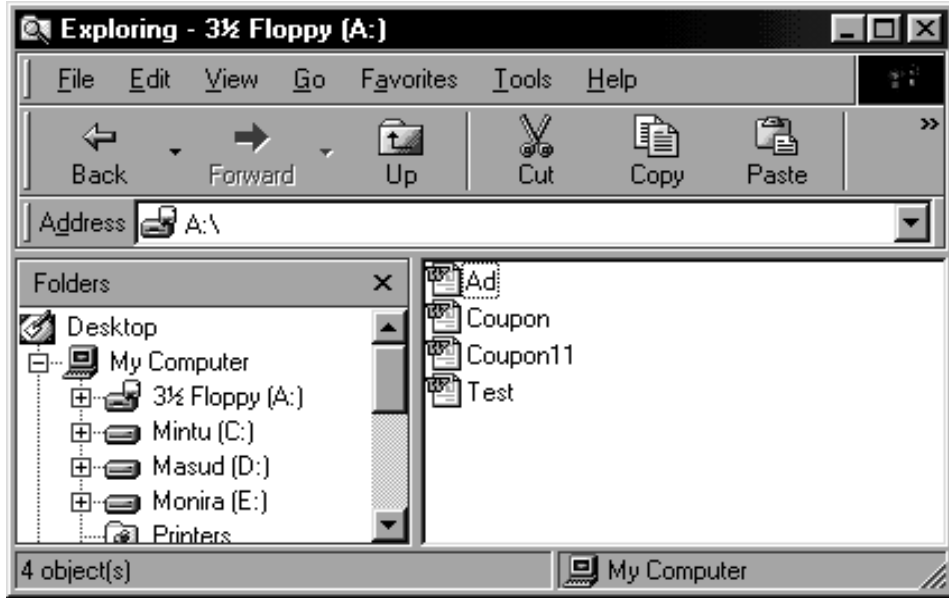 Exploring - 3½ Floppy (A:)
File Edit View Go Favorites Tools Help
Back Forward Up Cut Copy Paste »
Address A:\
Folders
Desktop
My Computer
3½ Floppy (A:)
Mintu (C:)
Masud (D:)
Monira (E:)
Printers
Ad
Coupon
Coupon11
Test
4 object(s) My Computer